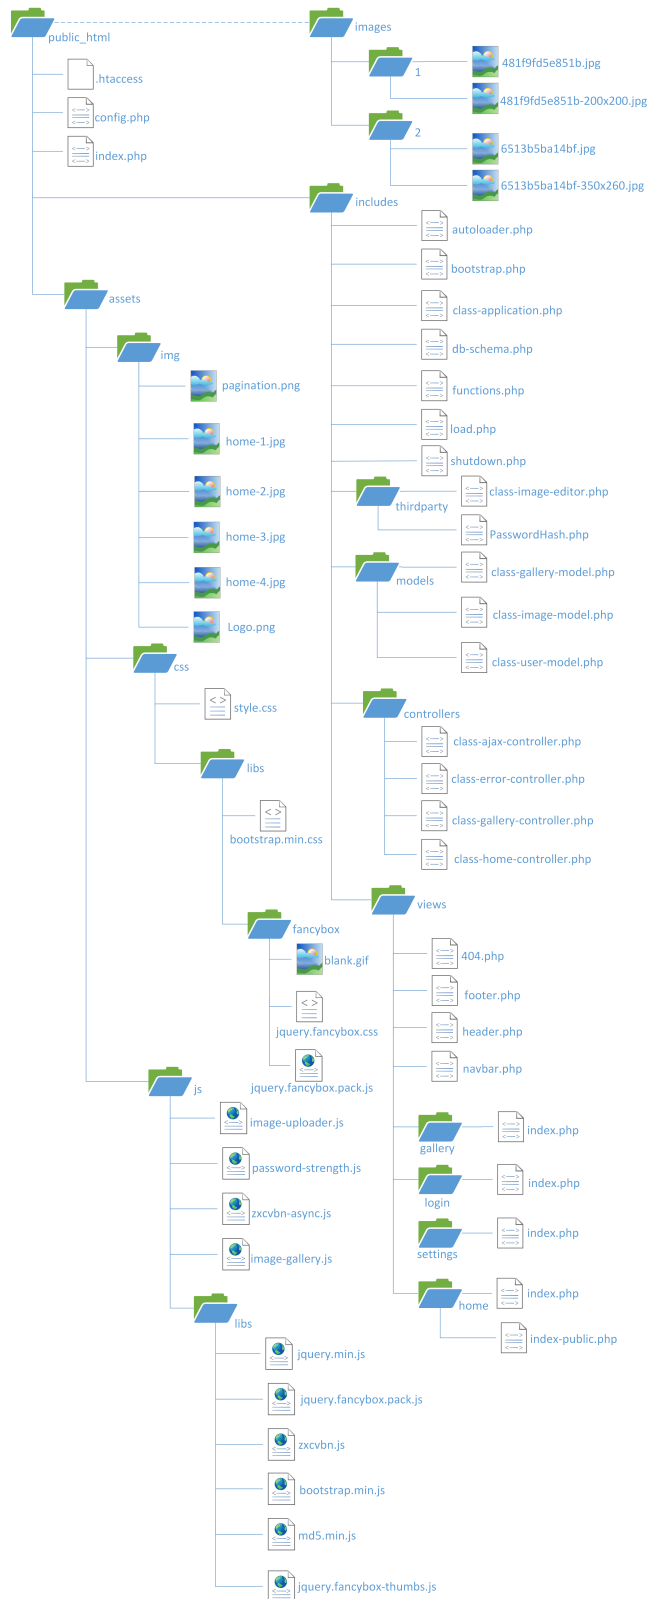 public_html
.htaccess
config.php
index.php
images
1
481f9fd5e851b.jpg
481f9fd5e851b-200x200.jpg
2
6513b5ba14bf.jpg
6513b5ba14bf-350x260.jpg
includes
autoloader.php
bootstrap.php
class-application.php
db-schema.php
functions.php
load.php
shutdown.php
thirdparty
class-image-editor.php
PasswordHash.php
models
class-gallery-model.php
class-image-model.php
class-user-model.php
controllers
class-ajax-controller.php
class-error-controller.php
class-gallery-controller.php
class-home-controller.php
views
404.php
footer.php
header.php
navbar.php
gallery
index.php
login
index.php
settings
index.php
home
index.php
index-public.php
assets
img
pagination.png
home-1.jpg
home-2.jpg
home-3.jpg
home-4.jpg
Logo.png
css
style.css
libs
bootstrap.min.css
fancybox
blank.gif
jquery.fancybox.css
jquery.fancybox.pack.js
js
image-uploader.js
password-strength.js
zxcvbn-async.js
image-gallery.js
libs
jquery.min.js
jquery.fancybox.pack.js
zxcvbn.js
bootstrap.min.js
md5.min.js
jquery.fancybox-thumbs.js